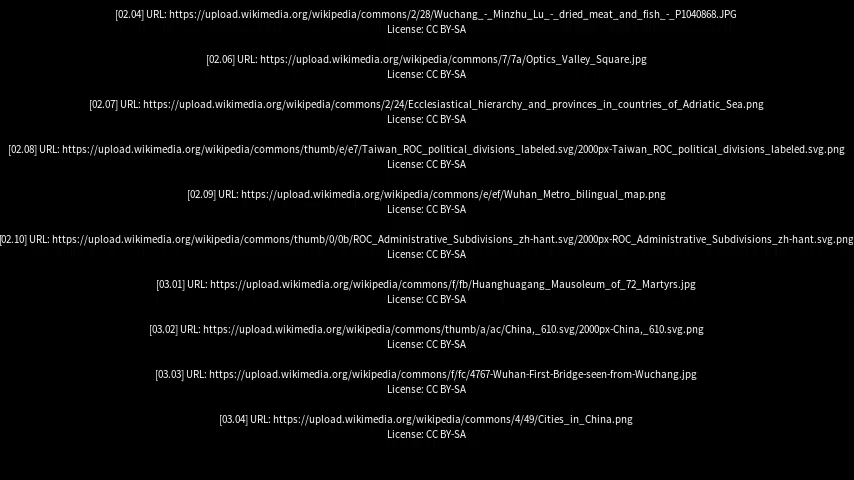 [02.04] URL: https://upload.wikimedia.org/wikipedia/commons/2/28/Wuchang_-_Minzhu_Lu_-_dried_meat_and_fish_-_P1040868.JPG
License: CC BY-SA
[02.06] URL: https://upload.wikimedia.org/wikipedia/commons/7/7a/Optics_Valley_Square.jpg
License: CC BY-SA
[02.07] URL: https://upload.wikimedia.org/wikipedia/commons/2/24/Ecclesiastical_hierarchy_and_provinces_in_countries_of_Adriatic_Sea.png
License: CC BY-SA
[02.08] URL: https://upload.wikimedia.org/wikipedia/commons/thumb/e/e7/Taiwan_ROC_political_divisions_labeled.svg/2000px-Taiwan_ROC_political_divisions_labeled.svg.png
License: CC BY-SA
[02.09] URL: https://upload.wikimedia.org/wikipedia/commons/e/ef/Wuhan_Metro_bilingual_map.png
License: CC BY-SA
[02.10] URL: https://upload.wikimedia.org/wikipedia/commons/thumb/0/0b/ROC_Administrative_Subdivisions_zh-hant.svg/2000px-ROC_Administrative_Subdivisions_zh-hant.svg.png
License: CC BY-SA
[03.01] URL: https://upload.wikimedia.org/wikipedia/commons/f/fb/Huanghuagang_Mausoleum_of_72_Martyrs.jpg
License: CC BY-SA
[03.02] URL: https://upload.wikimedia.org/wikipedia/commons/thumb/a/ac/China,_610.svg/2000px-China,_610.svg.png
License: CC BY-SA
[03.03] URL: https://upload.wikimedia.org/wikipedia/commons/f/fc/4767-Wuhan-First-Bridge-seen-from-Wuchang.jpg
License: CC BY-SA
[03.04] URL: https://upload.wikimedia.org/wikipedia/commons/4/49/Cities_in_China.png
License: CC BY-SA